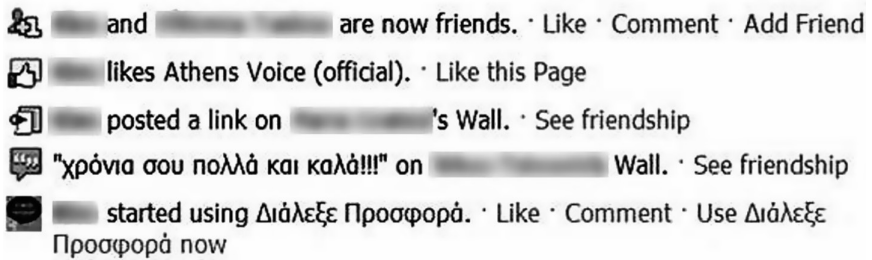 and are now friends. · Like · Comment · Add Friend
likes Athens Voice (official). · Like this Page
posted a link on 's Wall. · See friendship
"χρόνια σου πολλά και καλά!!!" on Wall. · See friendship
started using Διάλεξε Προσφορά. · Like · Comment · Use Διάλεξε
Προσφορά now